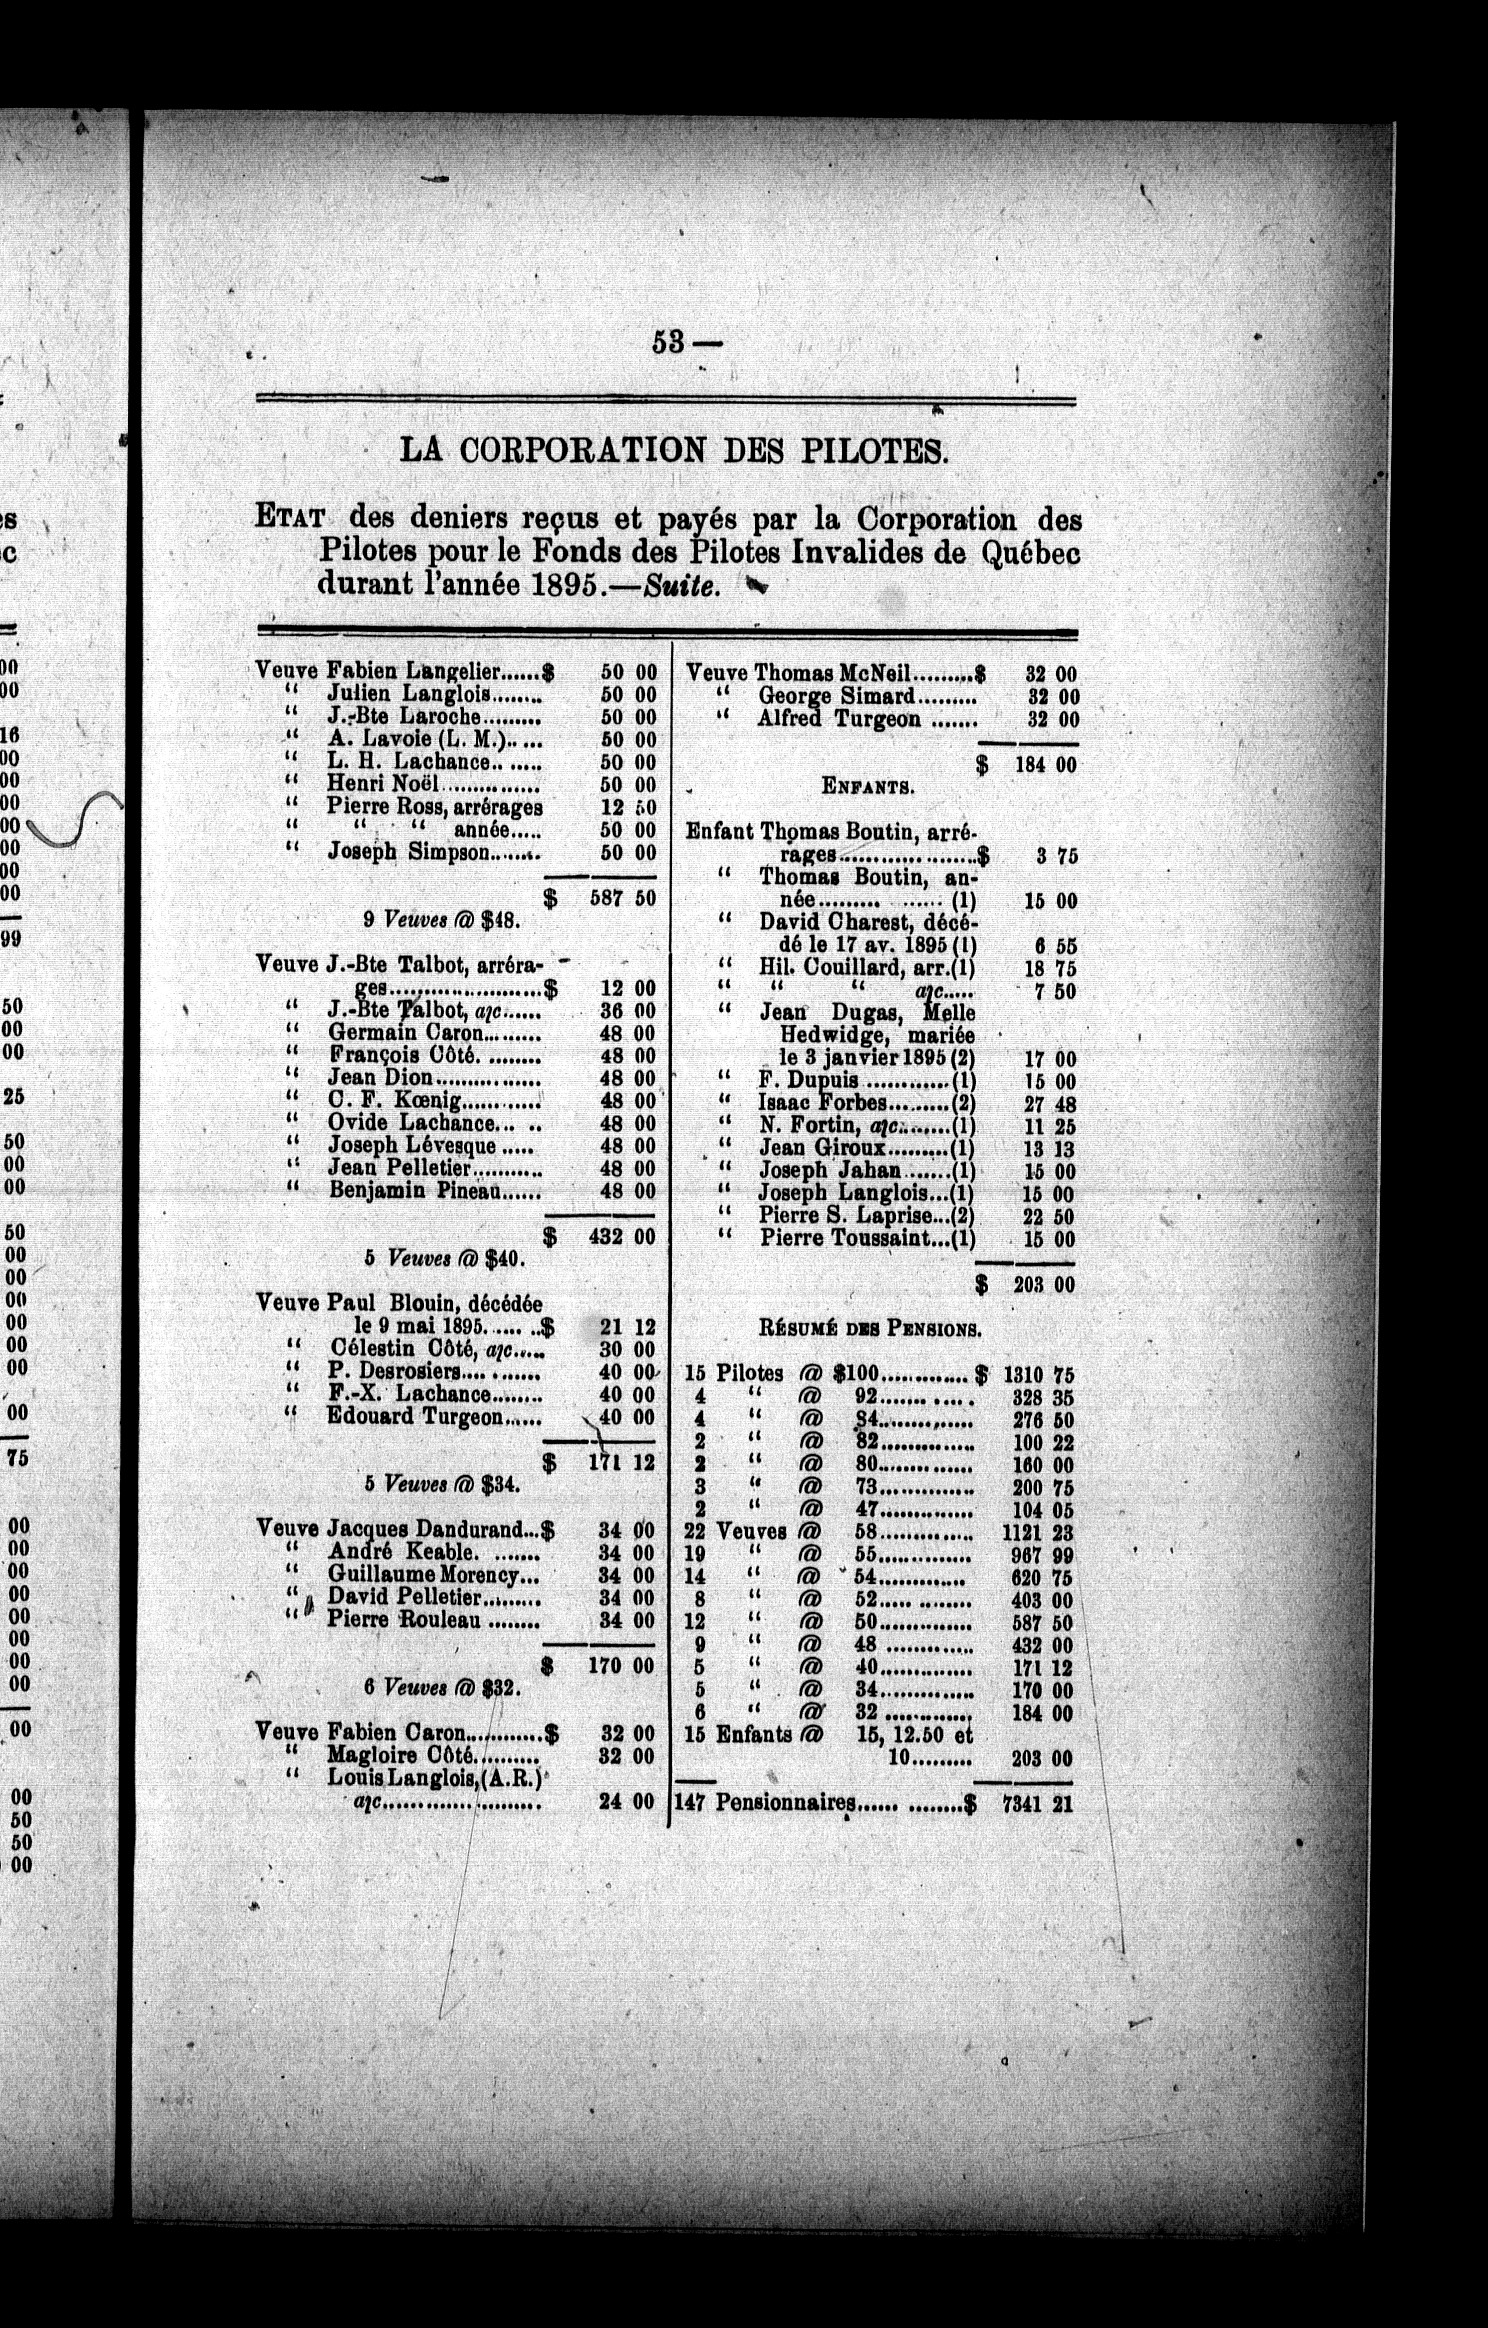 53 —
LA CORPORATION DES PILOTES.
ETAT des deniers reçus et payés par la Corporation des
Pilotes pour le Fonds des Pilotes Invalides de Québec
durant l'année 1895.—Suite.
Veuve Fabien Langelier......$ 50 00
“ Julien Langlois........ 50 00
“ J.-Bte Laroche......... 50 00
“ A. Lavoie (L. M.).. ... 50 00
“ L. H. Lachance.. ..... 50 00
“ Henri Noël............... 50 00
“ Pierre Ross, arrérages 12 50
“ “ “ année..... 50 00
“ Joseph Simpson........ 50 00
$ 587 50
9 Veuves @ $48.
Veuve J.-Bte Talbot, arréra-
ges......................$ 12 00
“ J.-Bte Talbot, a/c...... 36 00
“ Germain Caron......... 48 00
“ François Côté. ........ 48 00
“ Jean Dion................ 48 00
“ C. F. Kœnig............ 48 00
“ Ovide Lachance... .. 48 00
“ Joseph Lévesque ..... 48 00
“ Jean Pelletier........... 48 00
“ Benjamin Pineau...... 48 00
$ 432 00
5 Veuves @ $40.
Veuve Paul Blouin, décédée
le 9 mai 1895...... ..$ 21 12
“ Célestin Côté, a/c..... 30 00
“ P. Desrosiers............ 40 00
“ F.-X. Lachance........ 40 00
“ Edouard Turgeon...... 40 00
$ 171 12
5 Veuves @ $34.
Veuve Jacques Dandurand...$ 34 00
“ André Keable. ....... 34 00
“ Guillaume Morency... 34 00
“ David Pelletier......... 34 00
“ Pierre Rouleau ........ 34 00
$ 170 00
6 Veuves @ $32.
Veuve Fabien Caron............$ 32 00
“ Magloire Côté.......... 32 00
“ Louis Langlois,(A.R.)
a/c....................... 24 00
Veuve Thomas McNeil.........$ 32 00
“ George Simard......... 32 00
“ Alfred Turgeon ....... 32 00
$ 184 00
ENFANTS.
Enfant Thomas Boutin, arré-
rages....................$ 3 75
“ Thomas Boutin, an-
née......... ...... (1) 15 00
“ David Charest, décé-
dé le 17 av. 1895 (1) 6 55
“ Hil. Couillard, arr.(1) 18 75
“ “ “ a/c..... 7 50
“ Jean Dugas, Melle
Hedwidge, mariée
le 3 janvier 1895 (2) 17 00
“ F. Dupuis ............(1) 15 00
“ Isaac Forbes.........(2) 27 48
“ N. Fortin, a/c........(1) 11 25
“ Jean Giroux.........(1) 13 13
“ Joseph Jahan.......(1) 15 00
“ Joseph Langlois...(1) 15 00
“ Pierre S. Laprise...(2) 22 50
“ Pierre Toussaint...(1) 15 00
$ 203 00
RÉSUMÉ DES PENSIONS.
15 Pilotes @ $100.............$ 1310 75
4 “ @ 92....... ..... 328 35
4 “ @ 84.............. 276 50
2 “ @ 82.............. 100 22
2 “ @ 80.............. 160 00
3 “ @ 73.............. 200 75
2 “ @ 47.............. 104 05
22 Veuves @ 58.............. 1121 23
19 “ @ 55.............. 967 99
14 “ @ 54............. 620 75
8 “ @ 52..... ........ 403 00
12 “ @ 50.............. 587 50
9 “ @ 48 ............. 432 00
5 “ @ 40.............. 171 12
5 “ @ 34.............. 170 00
6 “ @ 32 ............. 184 00
15 Enfants @ 15, 12.50 et
10......... 203 00
147 Pensionnaires...... .........$ 7341 21